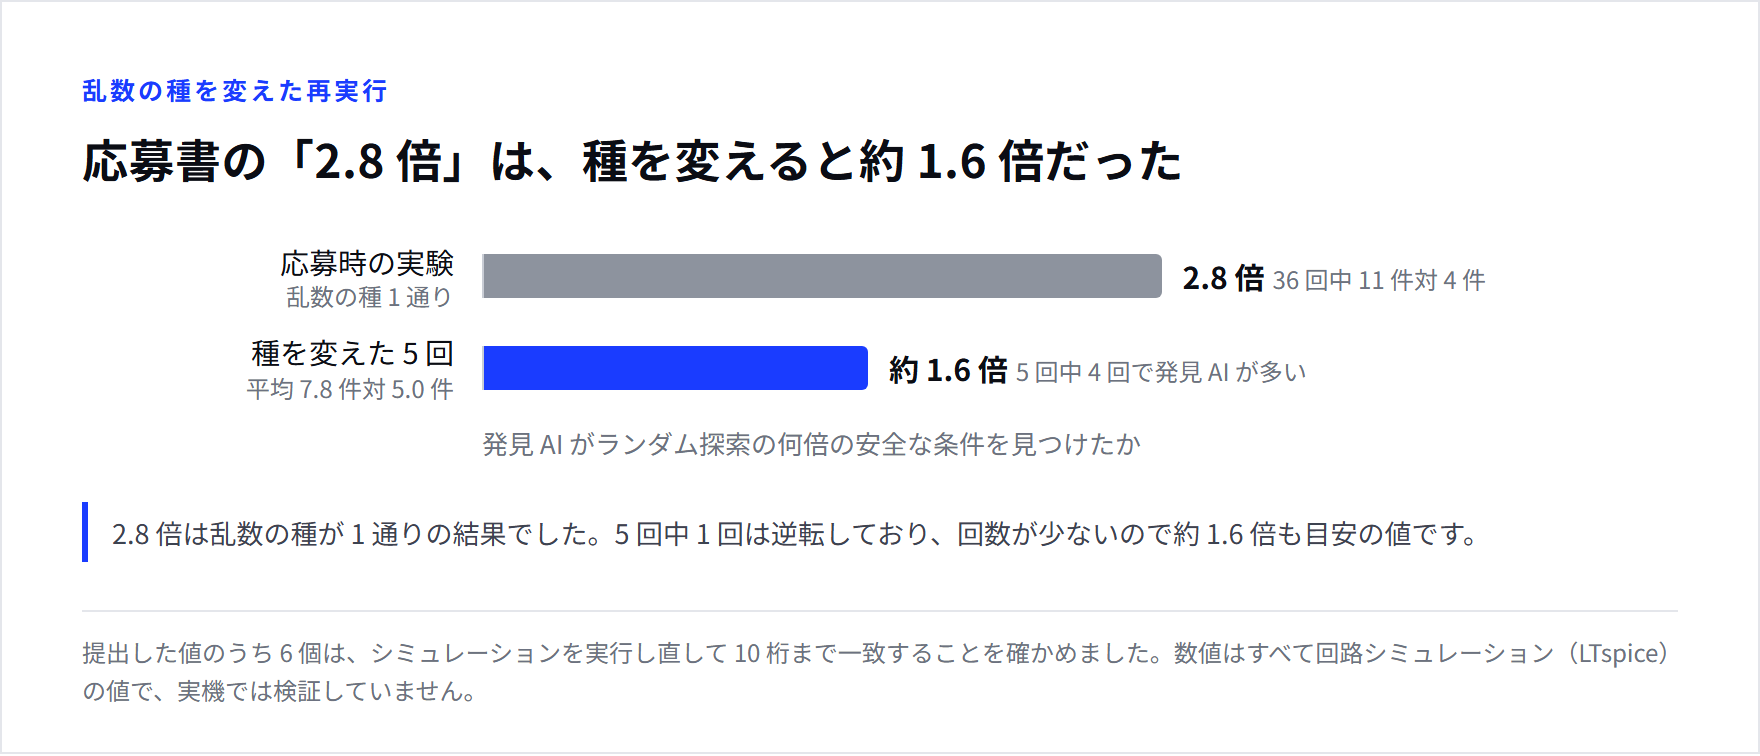 乱数の種を変えた再実行
応募書の「2.8 倍」は、種を変えると約 1.6 倍だった
応募時の実験
乱数の種 1 通り
2.8 倍 36 回中 11 件対 4 件
種を変えた 5 回
平均 7.8 件対 5.0 件
約 1.6 倍 5 回中 4 回で発見 AI が多い
発見 AI がランダム探索の何倍の安全な条件を見つけたか
2.8 倍は乱数の種が 1 通りの結果でした。5 回中 1 回は逆転しており、回数が少ないので約 1.6 倍も目安の値です。
提出した値のうち 6 個は、シミュレーションを実行し直して 10 桁まで一致することを確かめました。数値はすべて回路シミュレーション（LTspice）
の値で、実機では検証していません。